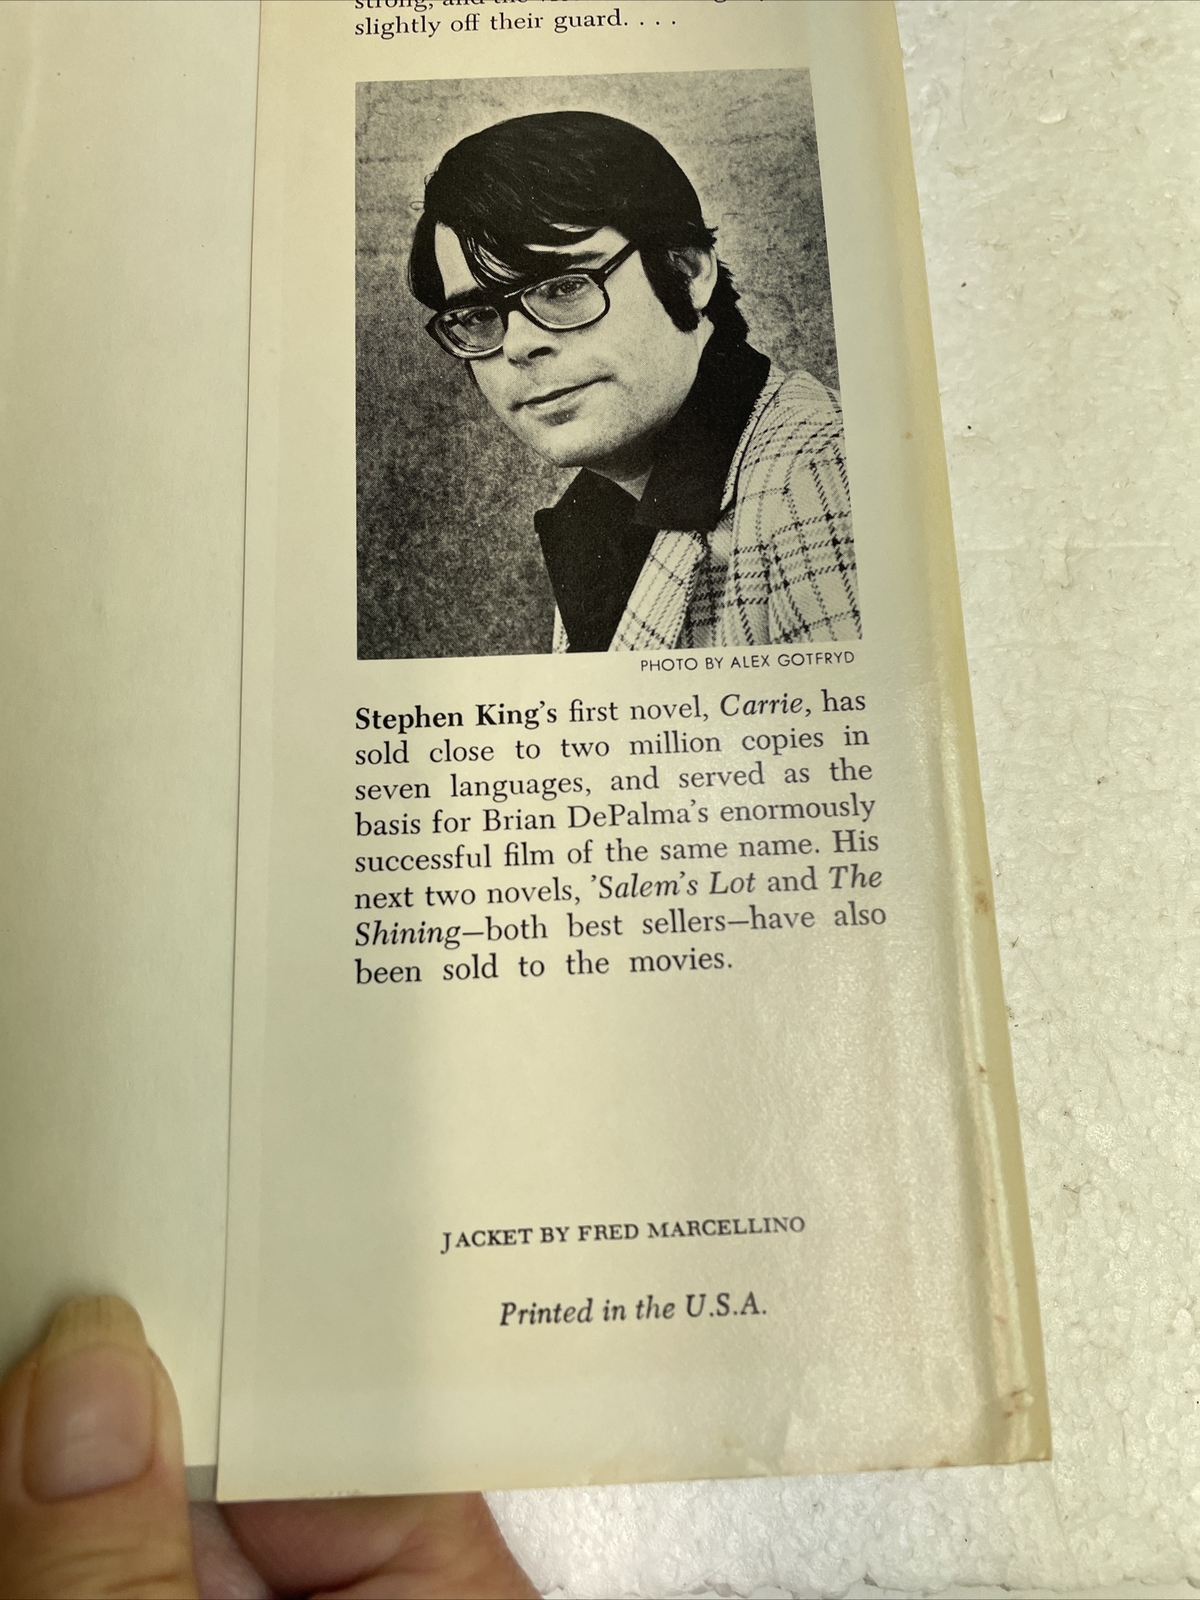 slightly off their guard. . . .
PHOTO BY ALEX GOTFRYD
Stephen King's first novel, Carrie, has
sold close to two million copies in
seven languages, and served as the
basis for Brian DePalma's enormously
successful film of the same name. His
next two novels, 'Salem's Lot and The
Shining—both best sellers—have also
been sold to the movies.
JACKET BY FRED MARCELLINO
Printed in the U.S.A.